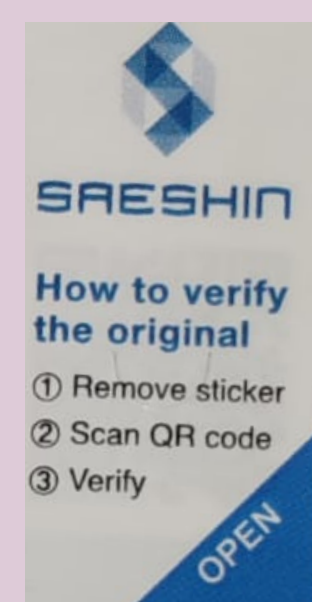 SAESHIN
How to verify
the original
① Remove sticker
② Scan QR code
③ Verify
OPEN